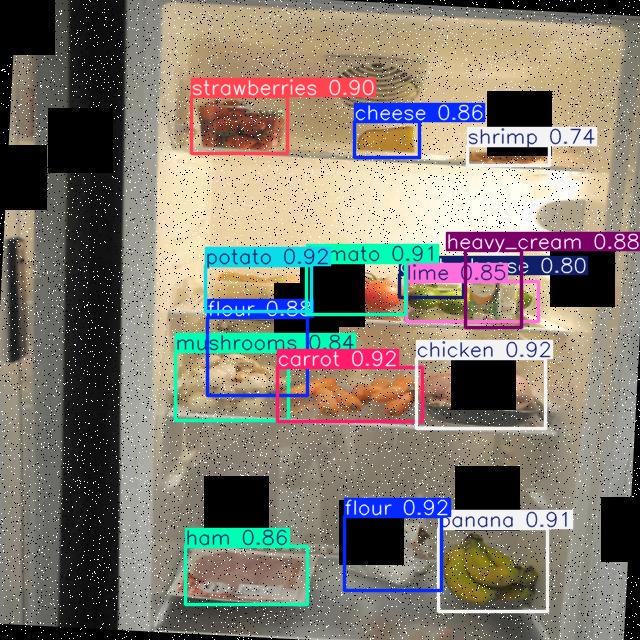 strawberries 0.90
cheese 0.86
shrimp 0.74
heavy_cream 0.88
potato 0.92
mato 0.91
lime 0.85
se 0.80
flour 0.88
mushrooms 0.84
carrot 0.92
chicken 0.92
flour 0.92
banana 0.91
ham 0.86